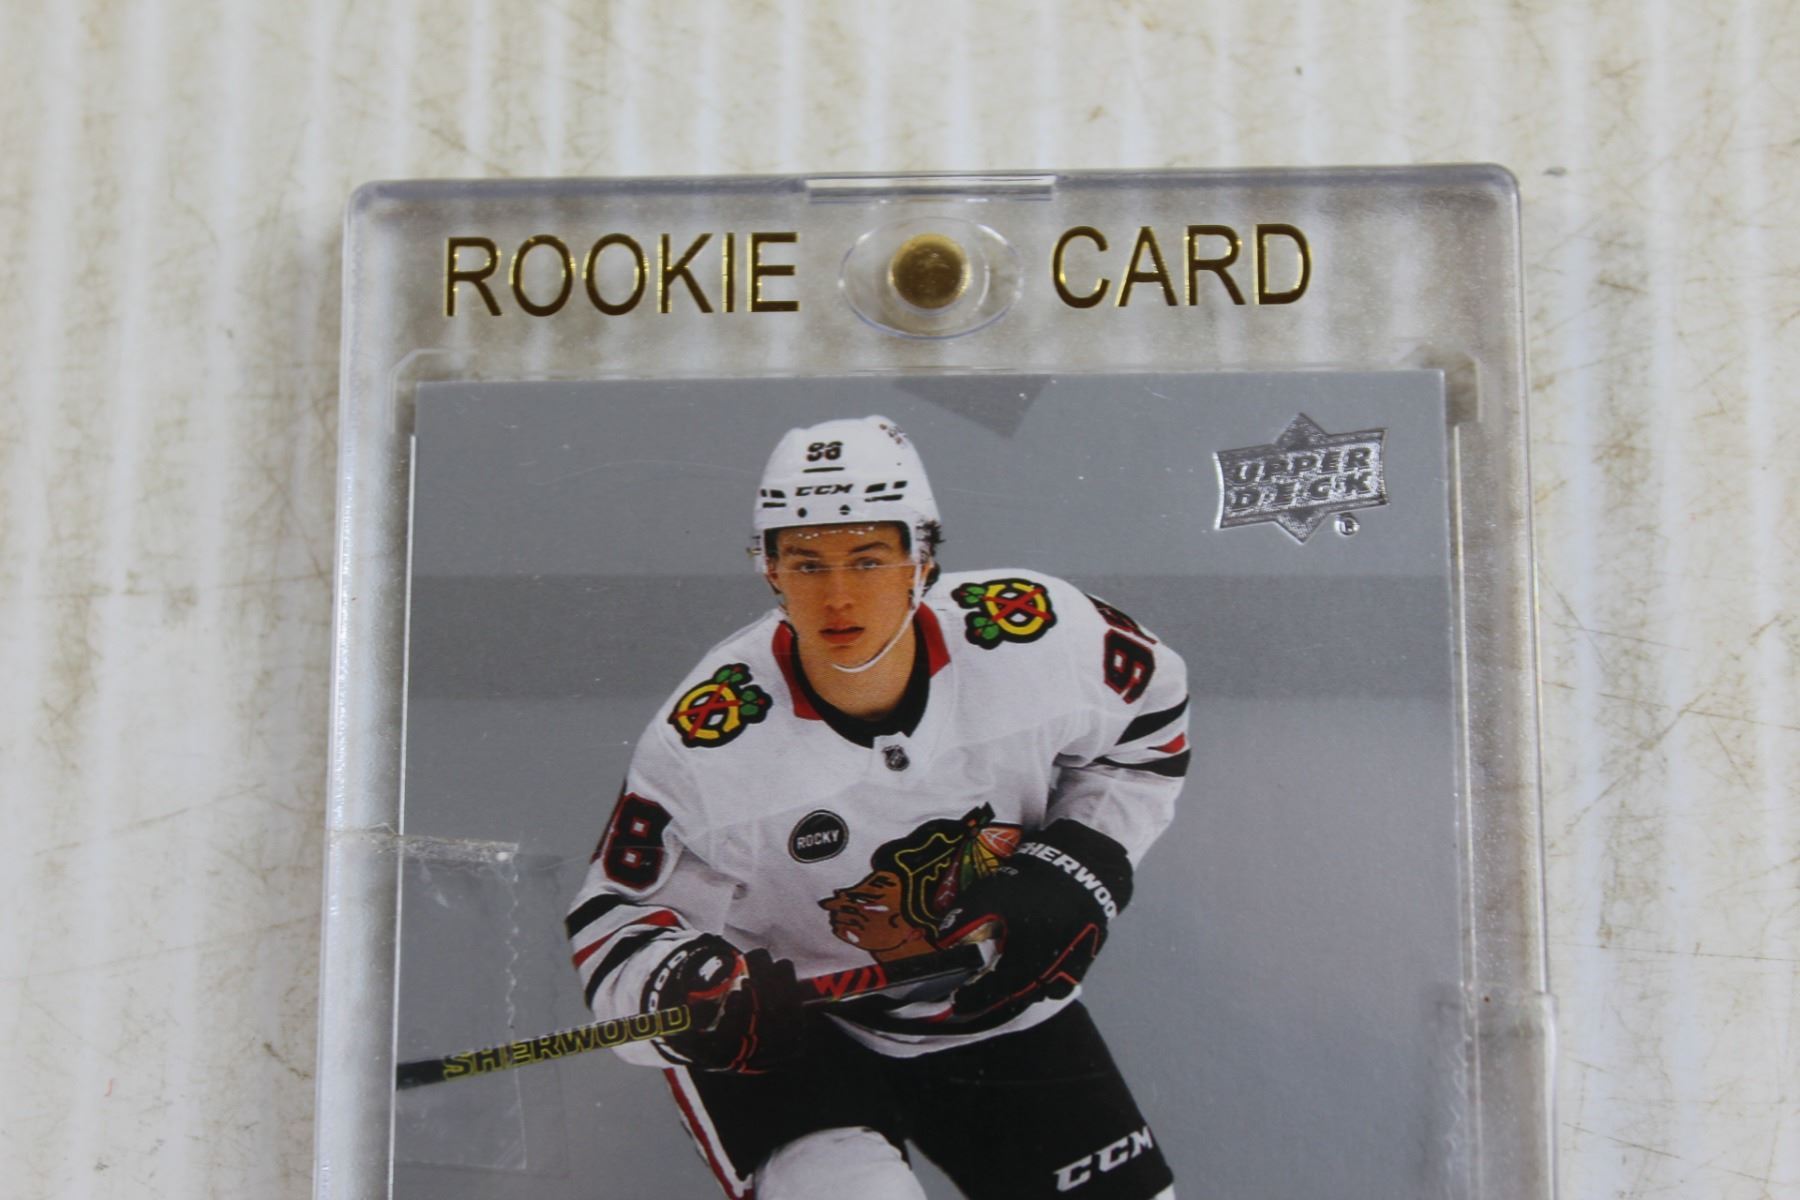 ROOKIE CARD
UPPER
DECK
®
98
CCM
98
98
ROCKY
SHERWOOD
SHERWOOD
CCM